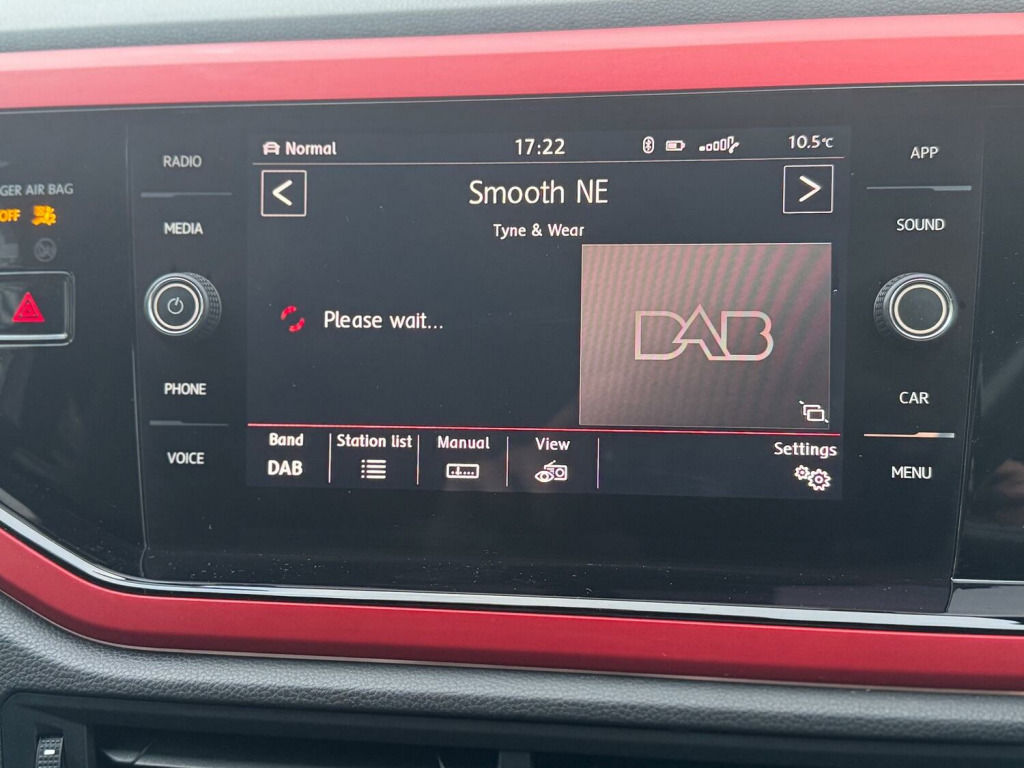 GER AIR BAG
OFF
RADIO
MEDIA
PHONE
VOICE
Normal
17:22
10.5°C
<
Smooth NE
>
Tyne & Wear
Please wait...
DAB
Band
DAB
Station list
Manual
View
Settings
APP
SOUND
CAR
MENU